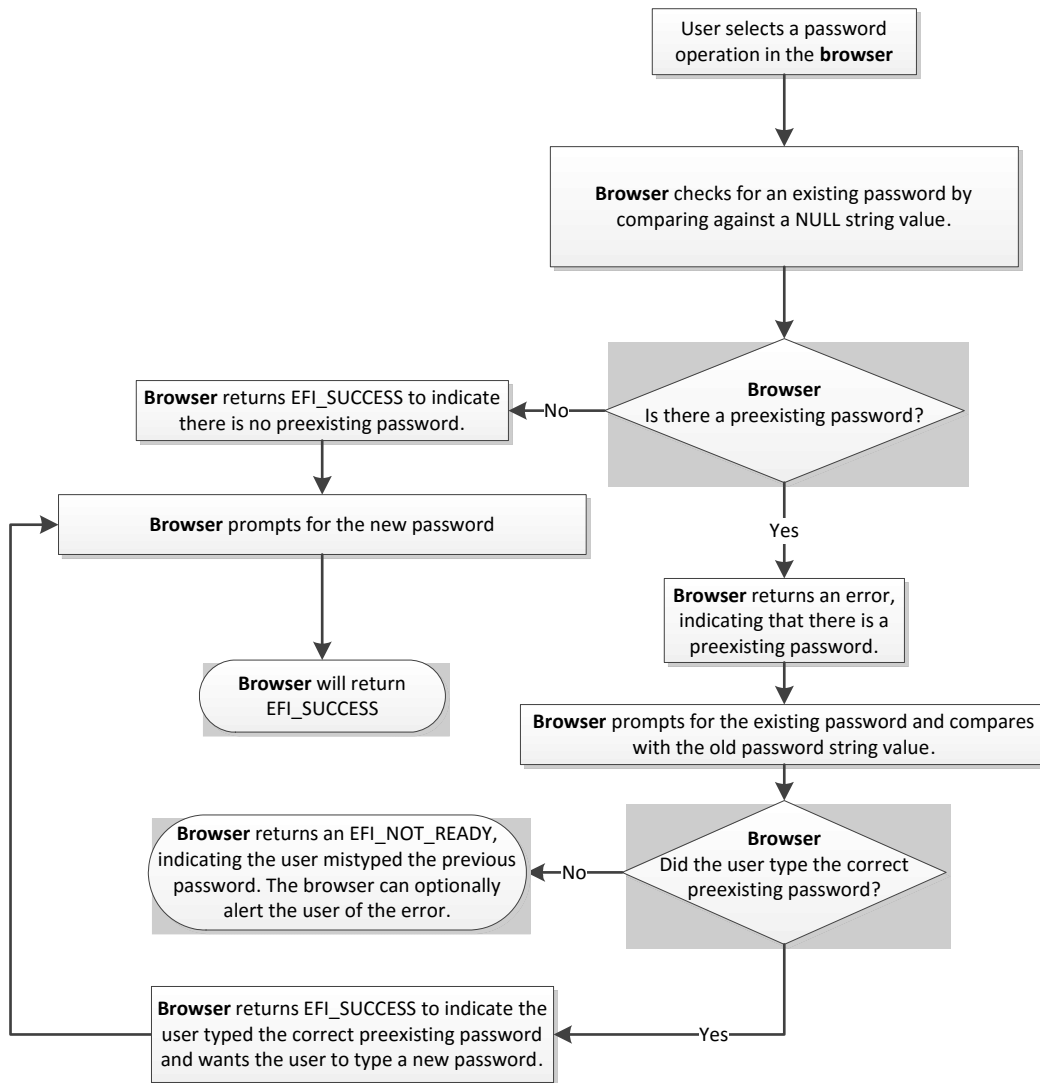 User selects a password
operation in the browser
Browser checks for an existing password by
comparing against a NULL string value.
Browser
Is there a preexisting password?
No
Browser returns EFI_SUCCESS to indicate
there is no preexisting password.
Browser prompts for the new password
Yes
Browser returns an error,
indicating that there is a
preexisting password.
Browser will return
EFI_SUCCESS
Browser prompts for the existing password and compares
with the old password string value.
Browser
Did the user type the correct
preexisting password?
No
Browser returns an EFI_NOT_READY,
indicating the user mistyped the previous
password. The browser can optionally
alert the user of the error.
Yes
Browser returns EFI_SUCCESS to indicate the
user typed the correct preexisting password
and wants the user to type a new password.